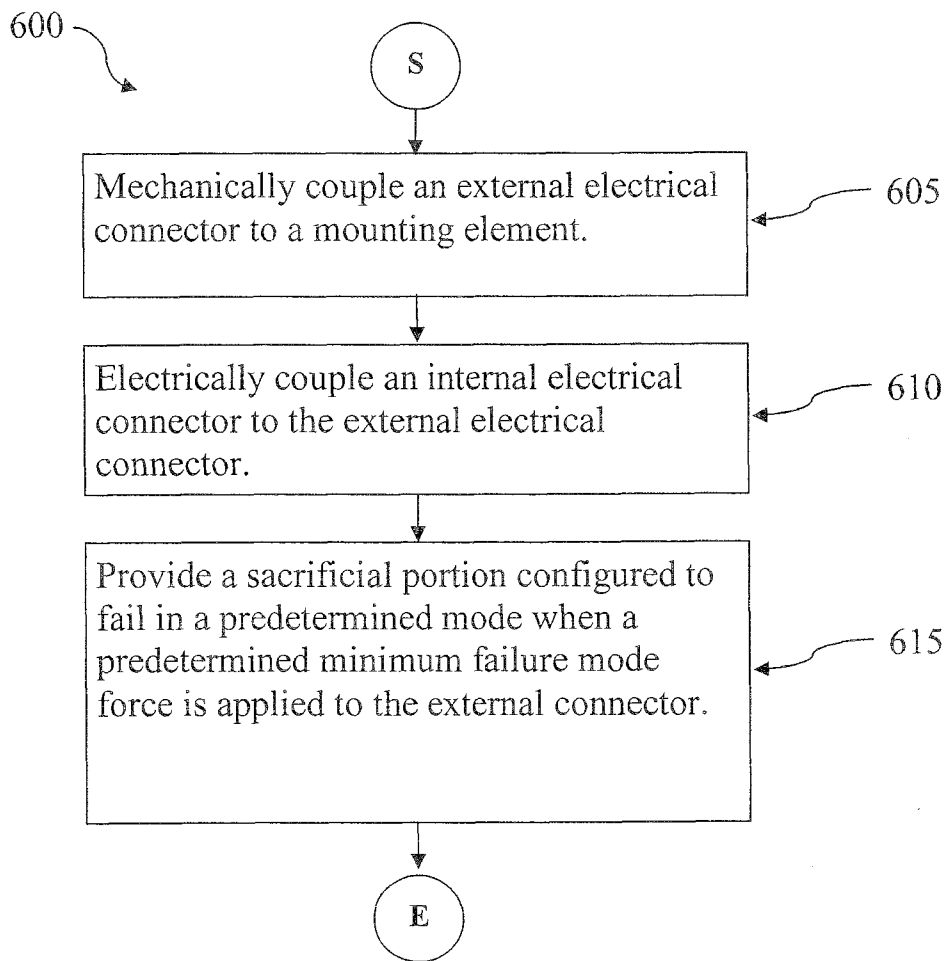 600
S
Mechanically couple an external electrical
connector to a mounting element.
605
Electrically couple an internal electrical
connector to the external electrical
connector.
610
Provide a sacrificial portion configured to
fail in a predetermined mode when a
predetermined minimum failure mode
force is applied to the external connector.
615
E